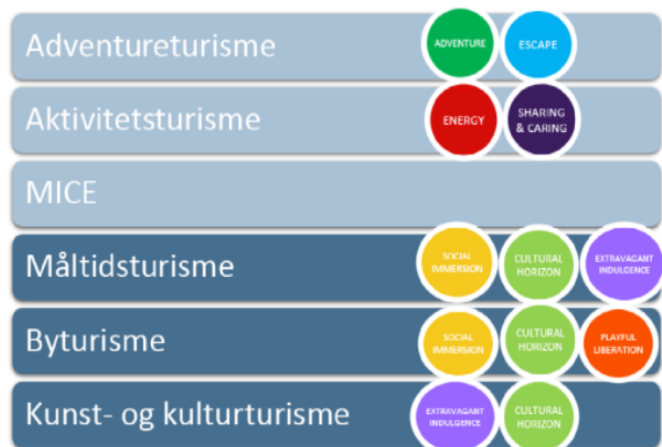 Adventureturisme
ADVENTURE
ESCAPE
Aktivitetsturisme
ENERGY
SHARING
& CARING
MICE
Måltidsturisme
SOCIAL
IMMERSION
CULTURAL
HORIZON
EXTRAVAGANT
INDULGENCE
Byturisme
SOCIAL
IMMERSION
CULTURAL
HORIZON
PLAYFUL
LIBERATION
Kunst- og kulturturisme
EXTRAVAGANT
INDULGENCE
CULTURAL
HORIZON